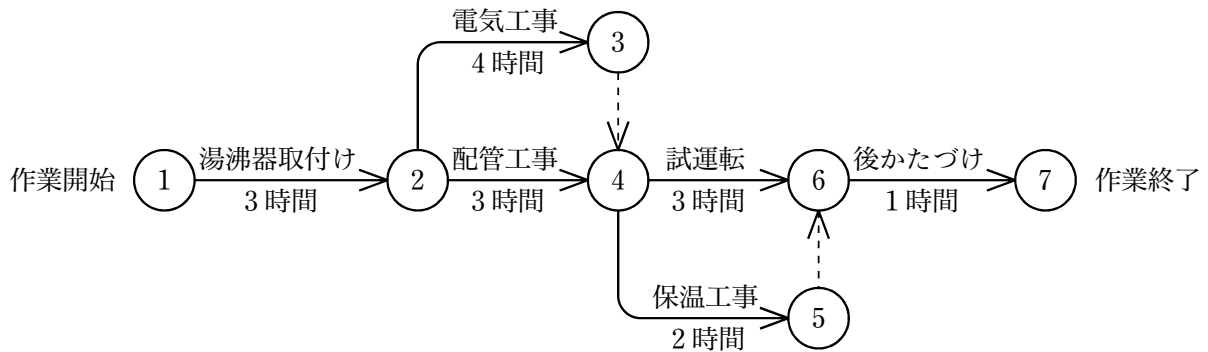 電気工事
3
4時間
作業開始
1
湯沸器取付け
3時間
2
配管工事
3時間
4
試運転
3時間
6
後かたづけ
1時間
7
作業終了
保温工事
2時間
5